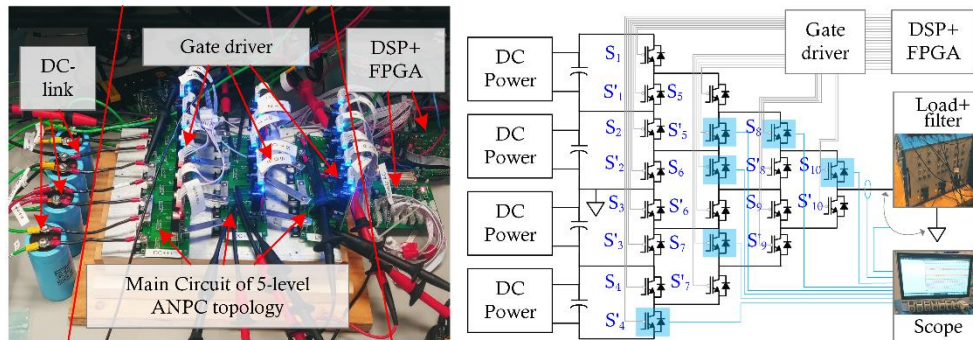 DC-
link
Gate driver
DSP+
FPGA
Main Circuit of 5-level
ANPC topology
DC
Power
DC
Power
DC
Power
DC
Power
Gate
driver
DSP+
FPGA
Load+
filter
Scope
S1
S'1
S5
S2
S'5
S8
S'2
S6
S'8
S10
S3
S'6
S9
S'10
S'3
S7
S'9
S4
S'7
S'4